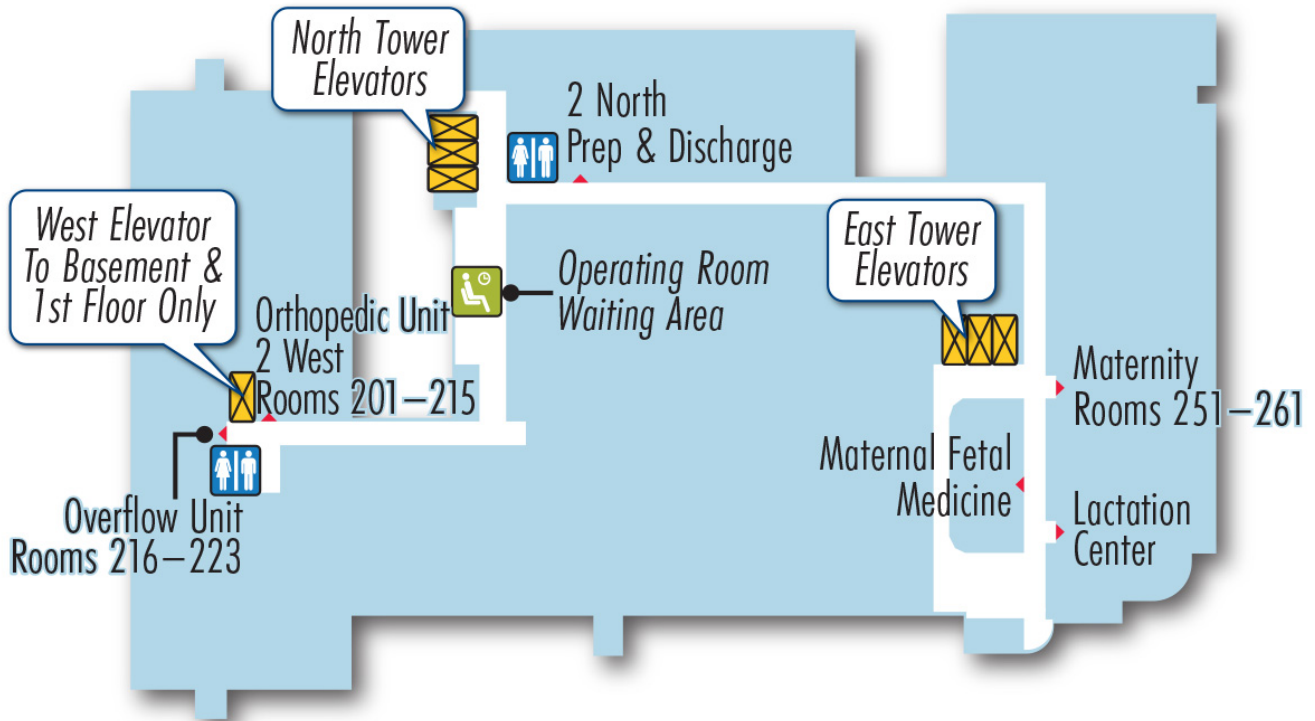 North Tower
Elevators
2 North
Prep & Discharge
West Elevator
To Basement &
1st Floor Only
East Tower
Elevators
Operating Room
Waiting Area
Orthopedic Unit
2 West
Rooms 201–215
Maternity
Rooms 251–261
Maternal Fetal
Medicine
Overflow Unit
Rooms 216–223
Lactation
Center